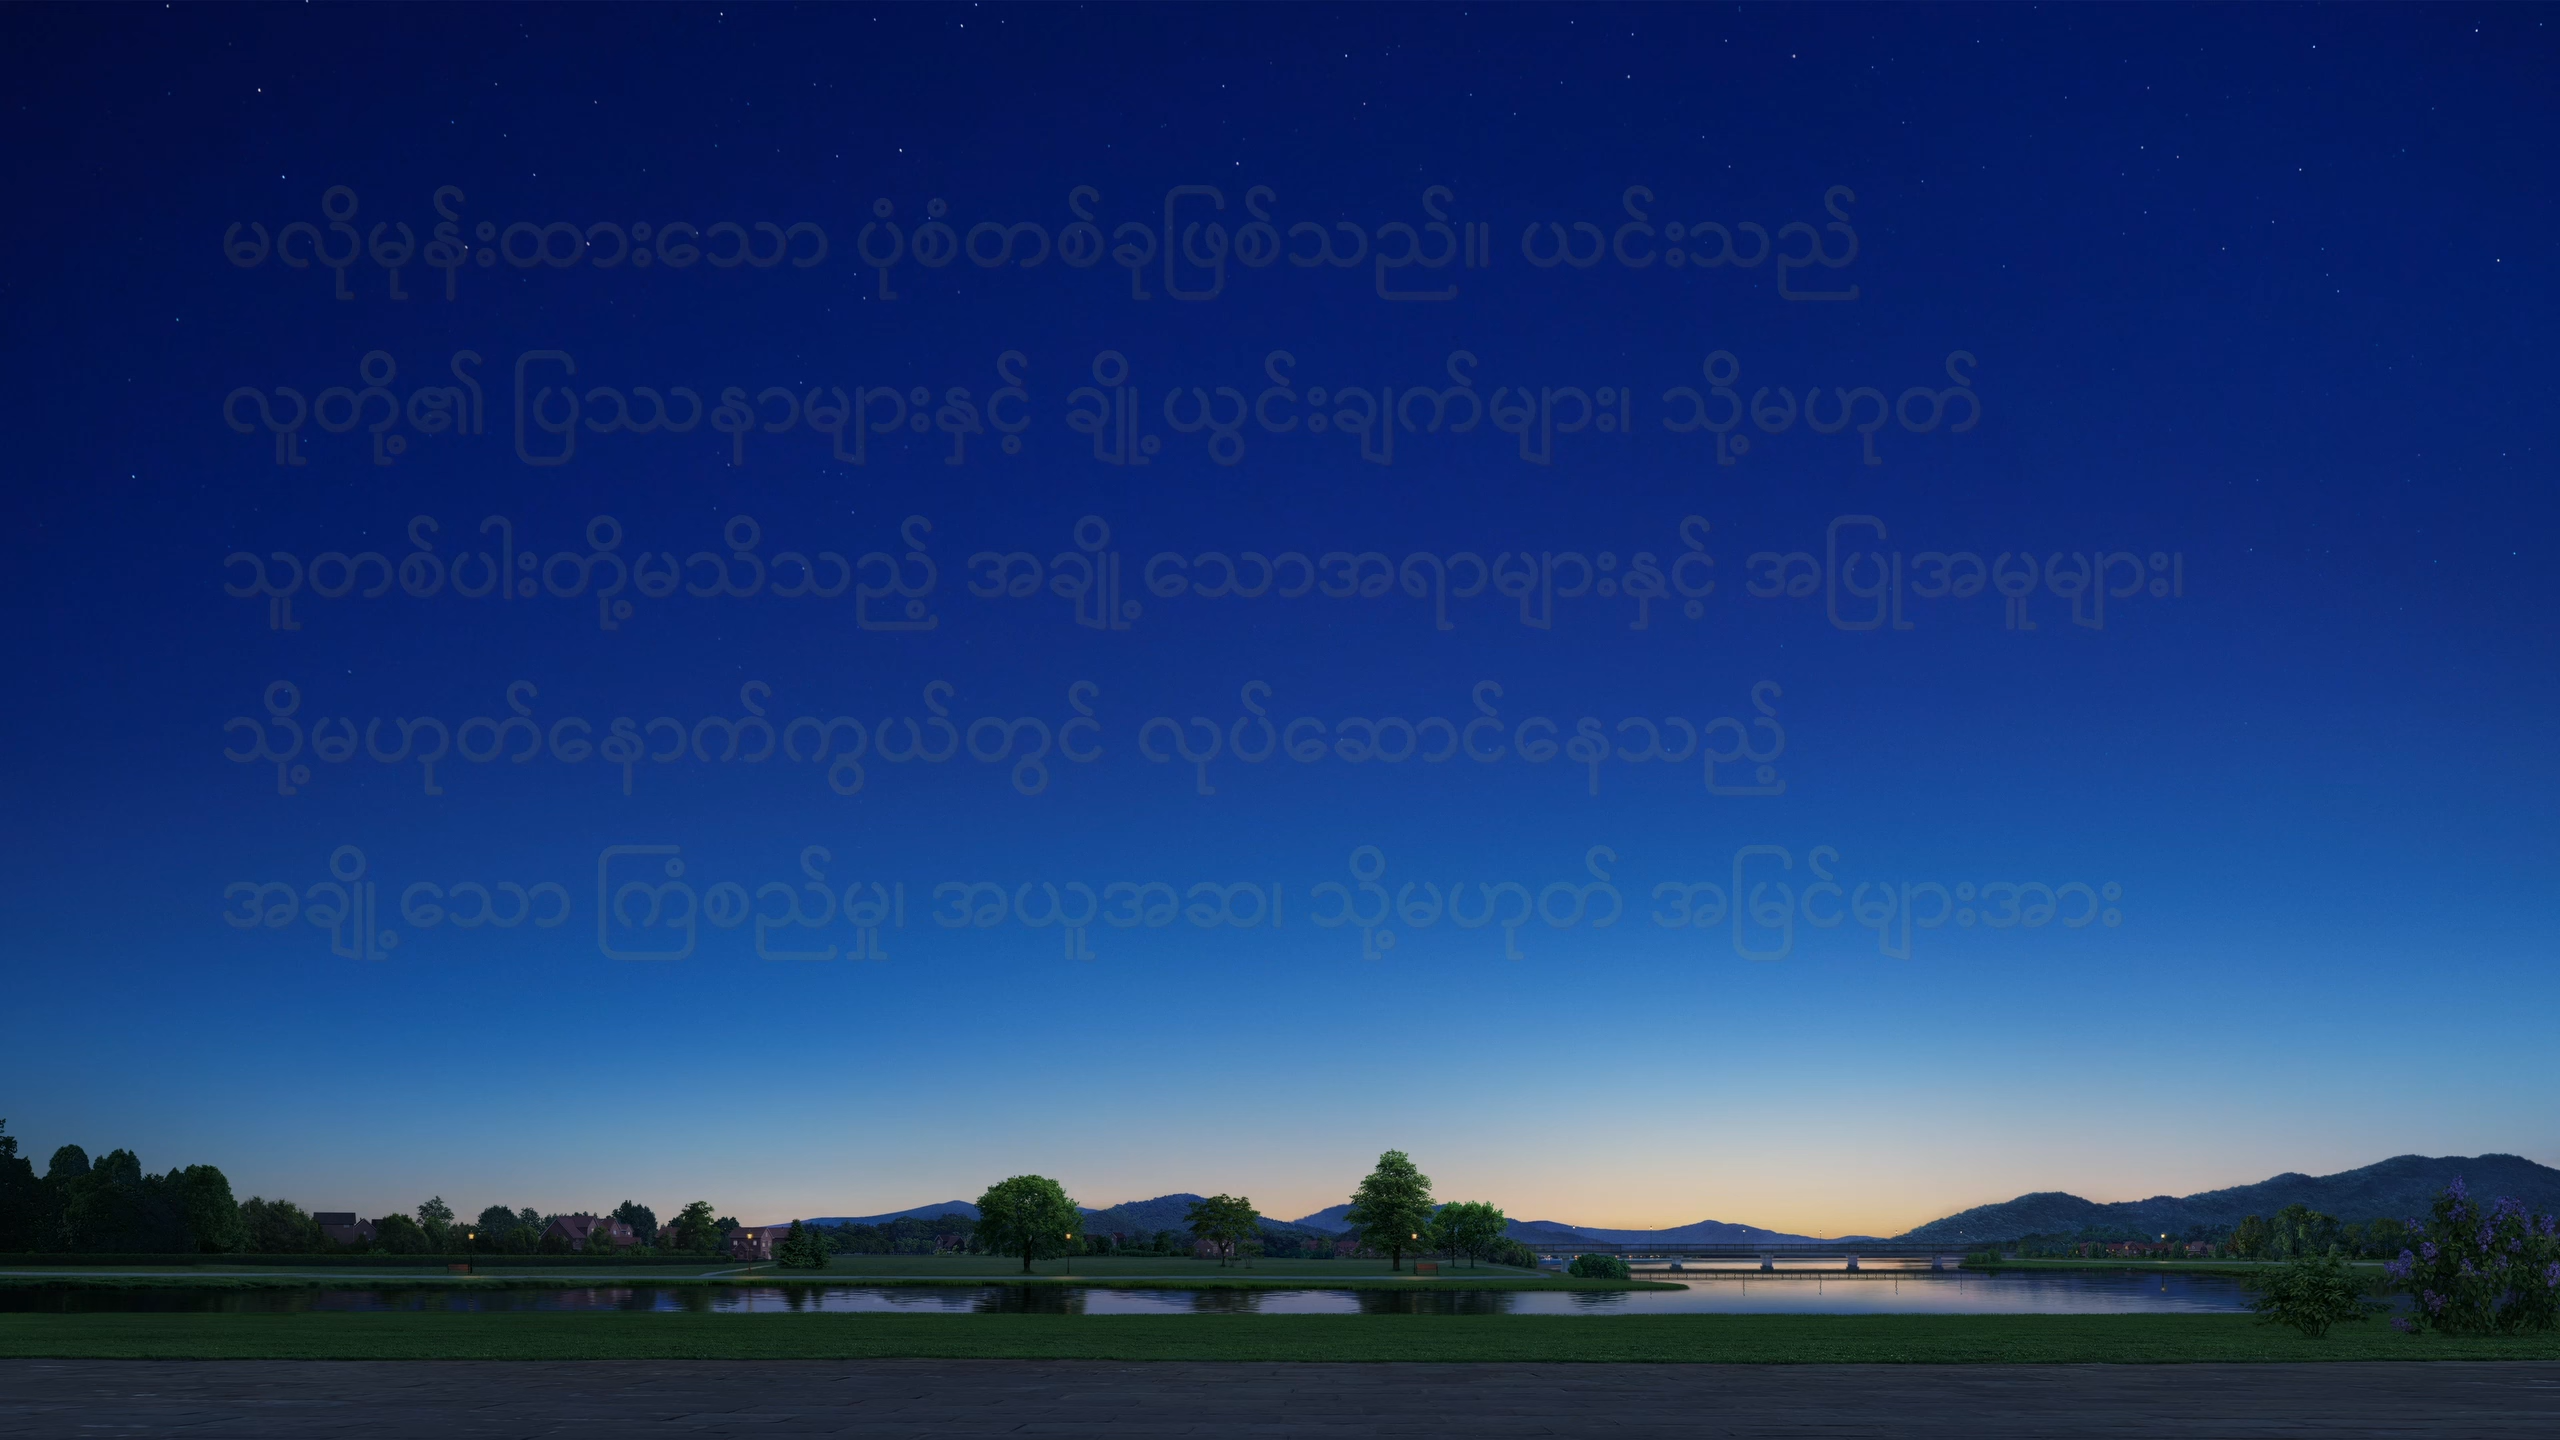 မလိုမုန်းထားသော ပုံစံတစ်ခုဖြစ်သည်။ ယင်းသည်
လူတို့၏ ပြဿနာများနှင့် ချို့ယွင်းချက်များ၊ သို့မဟုတ်
သူတစ်ပါးတို့မသိသည့် အချို့သောအရာများနှင့် အပြုအမူများ၊
သို့မဟုတ်နောက်ကွယ်တွင် လုပ်ဆောင်နေသည့်
အချို့သော ကြံစည်မှု၊ အယူအဆ၊ သို့မဟုတ် အမြင်များအား